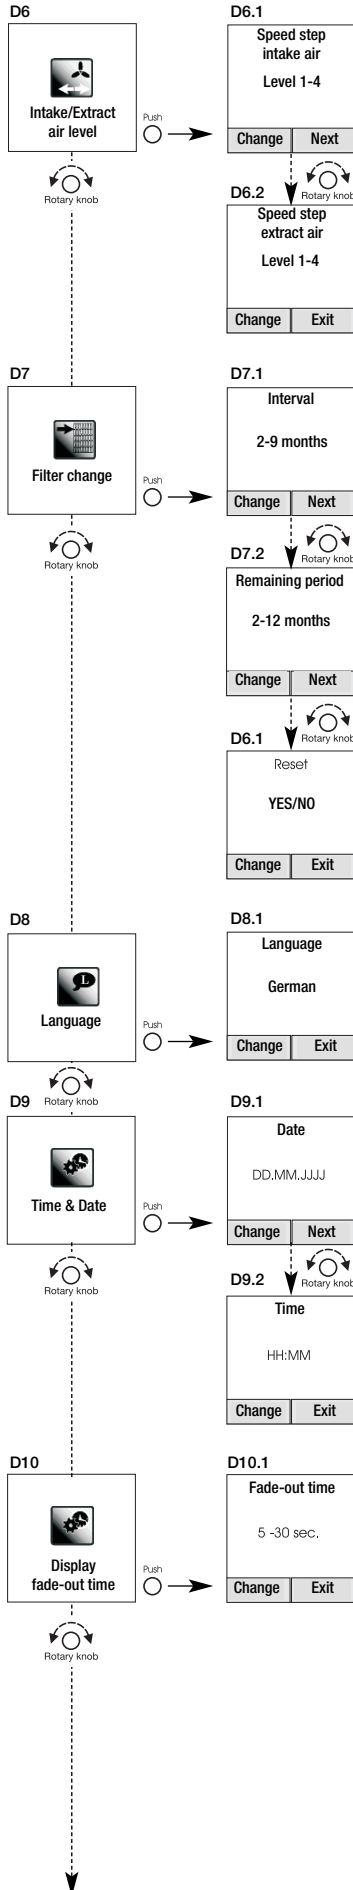 D6
D6.1
Speed step
intake air
Level 1-4
Intake/Extract
air level
Push
Change Next
Rotary knob
Rotary knob
D6.2
Speed step
extract air
Level 1-4
Change Exit
D7
D7.1
Interval
2-9 months
Filter change
Push
Change Next
Rotary knob
Rotary knob
D7.2
Remaining period
2-12 months
Change Next
Rotary knob
D6.1
Reset
YES/NO
Change Exit
D8
D8.1
Language
German
L
Language
Push
Change Exit
Rotary knob
D9
D9.1
Date
DD.MM.JJJJ
Time & Date
Push
Change Next
Rotary knob
Rotary knob
D9.2
Time
HH:MM
Change Exit
D10
D10.1
Fade-out time
5 -30 sec.
Display
fade-out time
Push
Change Exit
Rotary knob